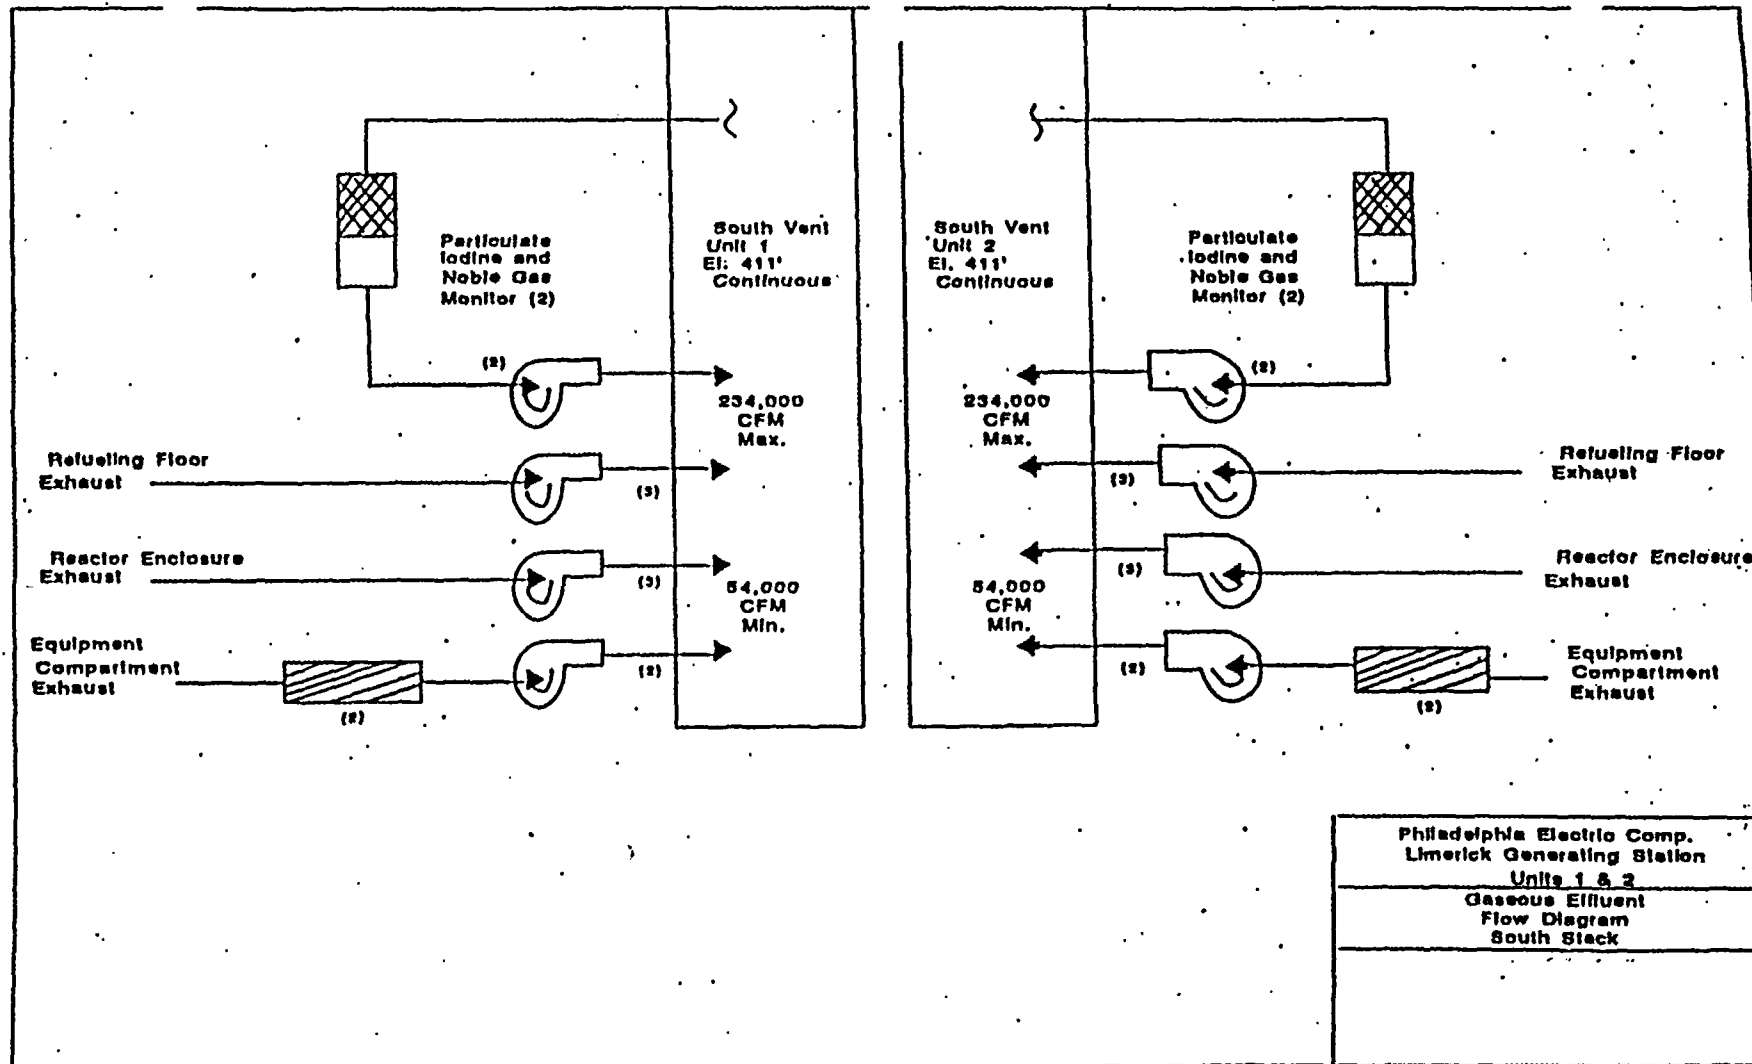 Particulate
Iodine and
Noble Gas
Monitor (2)
South Vent
Unit 1
El: 411'
Continuous
South Vent
Unit 2
El. 411'
Continuous
Particulate
Iodine and
Noble Gas
Monitor (2)
(2)
234,000
CFM
Max.
234,000
CFM
Max.
(2)
Refueling Floor
Exhaust
(3)
(3)
Refueling Floor
Exhaust
Reactor Enclosure
Exhaust
(3)
54,000
CFM
Min.
54,000
CFM
Min.
(3)
Reactor Enclosure
Exhaust
Equipment
Compartment
Exhaust
(2)
(2)
(2)
Equipment
Compartment
Exhaust
(2)
Philadelphia Electric Comp.
Limerick Generating Station
Units 1 & 2
Gaseous Effluent
Flow Diagram
South Stack